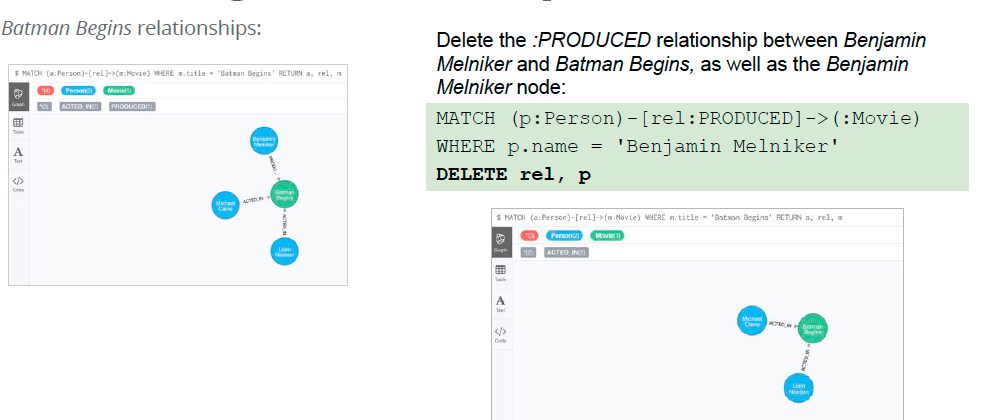 Batman Begins relationships:
$ MATCH (a:Person)-[rel]->(m:Movie) WHERE m.title = 'Batman Begins' RETURN a, rel, m
Graph
*(4) Person(3) Movie(1)
*(3) ACTED_IN(2) PRODUCED(1)
Table
A
Text
</>
Code
Benjamin
Melniker
PRODU...
Batman
Begins
Michael
Caine
ACTED_IN
ACTED_IN
Liam
Neeson
Delete the :PRODUCED relationship between Benjamin
Melniker and Batman Begins, as well as the Benjamin
Melniker node:
MATCH (p:Person)-[rel:PRODUCED]->(:Movie)
WHERE p.name = 'Benjamin Melniker'
DELETE rel, p
$ MATCH (a:Person)-[rel]->(m:Movie) WHERE m.title = 'Batman Begins' RETURN a, rel, m
Graph
*(3) Person(2) Movie(1)
*(2) ACTED_IN(2)
Table
A
Text
</>
Code
Michael
Caine
ACTED_IN
Batman
Begins
ACTED_IN
Liam
Neeson